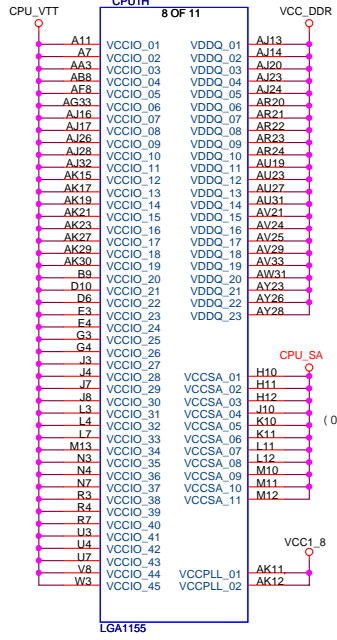 CPU1H
CPU_VTT 8 OF 11 VCC_DDR
A11 VCCIO_01 VDDQ_01 AJ13
A7 VCCIO_02 VDDQ_02 AJ14
AA3 VCCIO_03 VDDQ_03 AJ20
AB8 VCCIO_04 VDDQ_04 AJ23
AF8 VCCIO_05 VDDQ_05 AJ24
AG33 VCCIO_06 VDDQ_06 AR20
AJ16 VCCIO_07 VDDQ_07 AR21
AJ17 VCCIO_08 VDDQ_08 AR22
AJ26 VCCIO_09 VDDQ_09 AR23
AJ28 VCCIO_10 VDDQ_10 AR24
AJ32 VCCIO_11 VDDQ_11 AU19
AK15 VCCIO_12 VDDQ_12 AU23
AK17 VCCIO_13 VDDQ_13 AU27
AK19 VCCIO_14 VDDQ_14 AU31
AK21 VCCIO_15 VDDQ_15 AV21
AK23 VCCIO_16 VDDQ_16 AV24
AK27 VCCIO_17 VDDQ_17 AV25
AK29 VCCIO_18 VDDQ_18 AV29
AK30 VCCIO_19 VDDQ_19 AV33
B9 VCCIO_20 VDDQ_20 AW31
D10 VCCIO_21 VDDQ_21 AY23
D6 VCCIO_22 VDDQ_22 AY26
E3 VCCIO_23 VDDQ_23 AY28
E4 VCCIO_24
G3 VCCIO_25
G4 VCCIO_26
CPU_SA
J3 VCCIO_27
J4 VCCIO_28 VCCSA_01 H10
J7 VCCIO_29 VCCSA_02 H11
J8 VCCIO_30 VCCSA_03 H12
L3 VCCIO_31 VCCSA_04 J10
L4 VCCIO_32 VCCSA_05 K10 ( 0
L7 VCCIO_33 VCCSA_06 K11
M13 VCCIO_34 VCCSA_07 L11
N3 VCCIO_35 VCCSA_08 L12
N4 VCCIO_36 VCCSA_09 M10
N7 VCCIO_37 VCCSA_10 M11
R3 VCCIO_38 VCCSA_11 M12
R4 VCCIO_39
R7 VCCIO_40
U3 VCCIO_41
U4 VCCIO_42
VCC1_8
U7 VCCIO_43
V8 VCCIO_44 VCCPLL_01 AK11
W3 VCCIO_45 VCCPLL_02 AK12
LGA1155